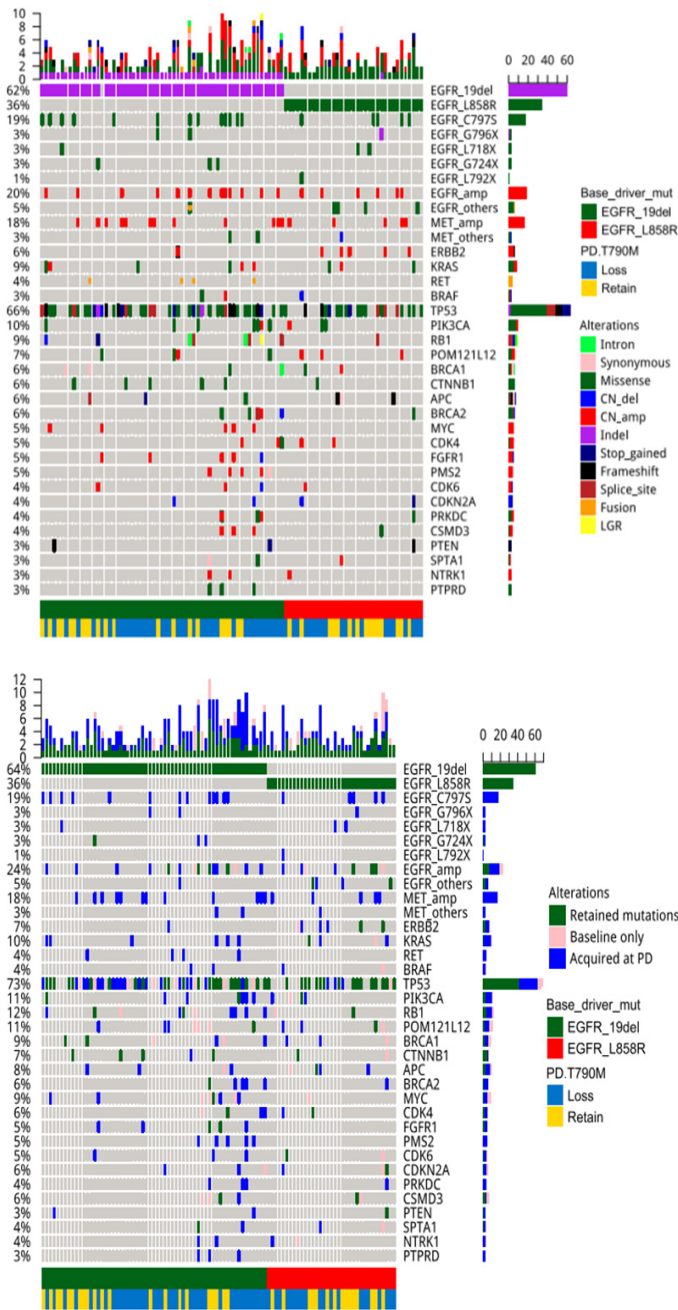 10
8
6
4
2
0
0 20 40 60
62% EGFR_19del
36% EGFR_L858R
19% EGFR_C797S
3% EGFR_G796X
3% EGFR_L718X
3% EGFR_G724X
1% EGFR_L792X
20% EGFR_amp
5% EGFR_others
18% MET_amp
3% MET_others
6% ERBB2
9% KRAS
4% RET
3% BRAF
66% TP53
10% PIK3CA
9% RB1
7% POM121L12
6% BRCA1
6% CTNNB1
6% APC
6% BRCA2
5% MYC
5% CDK4
5% FGFR1
5% PMS2
4% CDK6
4% CDKN2A
4% PRKDC
4% CSMD3
3% PTEN
3% SPTA1
3% NTRK1
3% PTPRD
Base_driver_mut
EGFR_19del
EGFR_L858R
PD.T790M
Loss
Retain
Alterations
Intron
Synonymous
Missense
CN_del
CN_amp
Indel
Stop_gained
Frameshift
Splice_site
Fusion
LGR
12
10
8
6
4
2
0
0 20 40 60
64% EGFR_19del
36% EGFR_L858R
19% EGFR_C797S
3% EGFR_G796X
3% EGFR_L718X
3% EGFR_G724X
1% EGFR_L792X
24% EGFR_amp
5% EGFR_others
18% MET_amp
3% MET_others
7% ERBB2
10% KRAS
4% RET
4% BRAF
73% TP53
11% PIK3CA
12% RB1
11% POM121L12
9% BRCA1
7% CTNNB1
8% APC
6% BRCA2
9% MYC
6% CDK4
5% FGFR1
5% PMS2
5% CDK6
6% CDKN2A
4% PRKDC
6% CSMD3
3% PTEN
4% SPTA1
4% NTRK1
3% PTPRD
Alterations
Retained mutations
Baseline only
Acquired at PD
Base_driver_mut
EGFR_19del
EGFR_L858R
PD.T790M
Loss
Retain